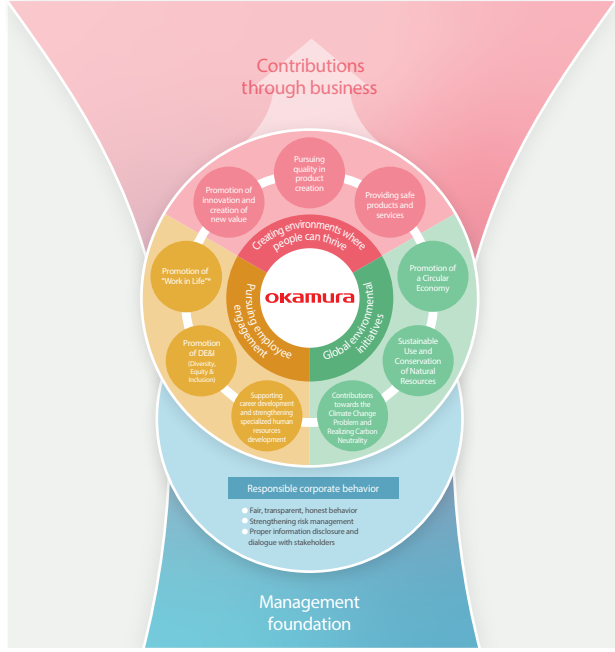 Contributions
through business
Pursuing
quality in
product
creation
Promotion of
innovation and
creation of
new value
Providing safe
products and
services
Creating environments where
people can thrive
Promotion of
"Work in Life"*
Promotion of
a Circular
Economy
okamura
Pursuing employee
engagement
Global environmental
initiatives
Promotion
of DE&I
(Diversity,
Equity &
Inclusion)
Sustainable
Use and
Conservation
of Natural
Resources
Supporting
career development
and strengthening
specialized human
resources
development
Contributions
towards the
Climate Change
Problem and
Realizing Carbon
Neutrality
Responsible corporate behavior
Fair, transparent, honest behavior
Strengthening risk management
Proper information disclosure and
dialogue with stakeholders
Management
foundation